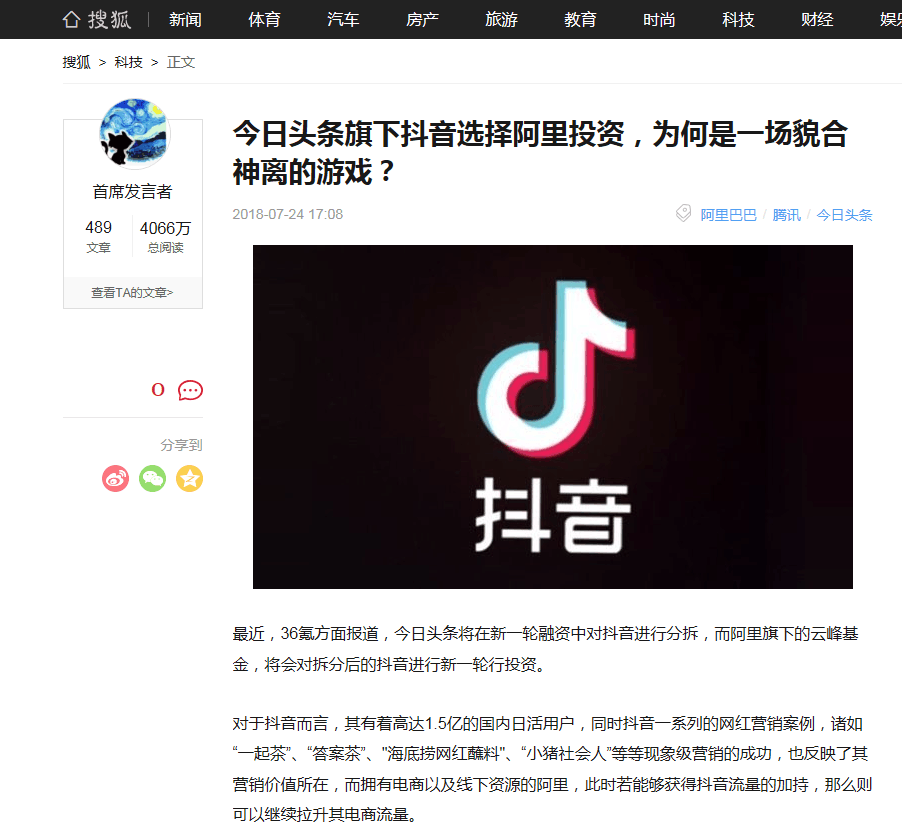 搜狐 新闻 体育 汽车 房产 旅游 教育 时尚 科技 财经
搜狐 > 科技 > 正文
首席发言者
489 4066万
文章 总阅读
查看TA的文章>
0
分享到
今日头条旗下抖音选择阿里投资，为何是一场貌合
神离的游戏？
2018-07-24 17:08
阿里巴巴 / 腾讯 / 今日头条
抖音
最近，36氪方面报道，今日头条将在新一轮融资中对抖音进行分拆，而阿里旗下的云峰基
金，将会对拆分后的抖音进行新一轮行投资。
对于抖音而言，其有着高达1.5亿的国内日活用户，同时抖音一系列的网红营销案例，诸如
“一起茶”、“答案茶”、"海底捞网红蘸料"、“小猪社会人”等等现象级营销的成功，也反映了其
营销价值所在，而拥有电商以及线下资源的阿里，此时若能够获得抖音流量的加持，那么则
可以继续拉升其电商流量。